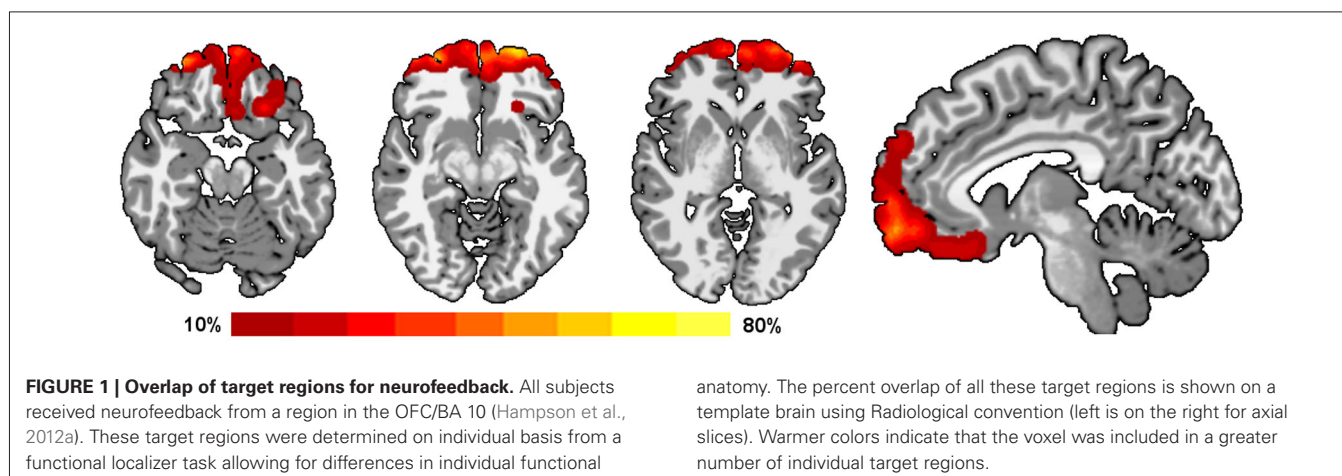 10%
80%
FIGURE 1 | Overlap of target regions for neurofeedback. All subjects
received neurofeedback from a region in the OFC/BA 10 (Hampson et al.,
2012a). These target regions were determined on individual basis from a
functional localizer task allowing for differences in individual functional
anatomy. The percent overlap of all these target regions is shown on a
template brain using Radiological convention (left is on the right for axial
slices). Warmer colors indicate that the voxel was included in a greater
number of individual target regions.